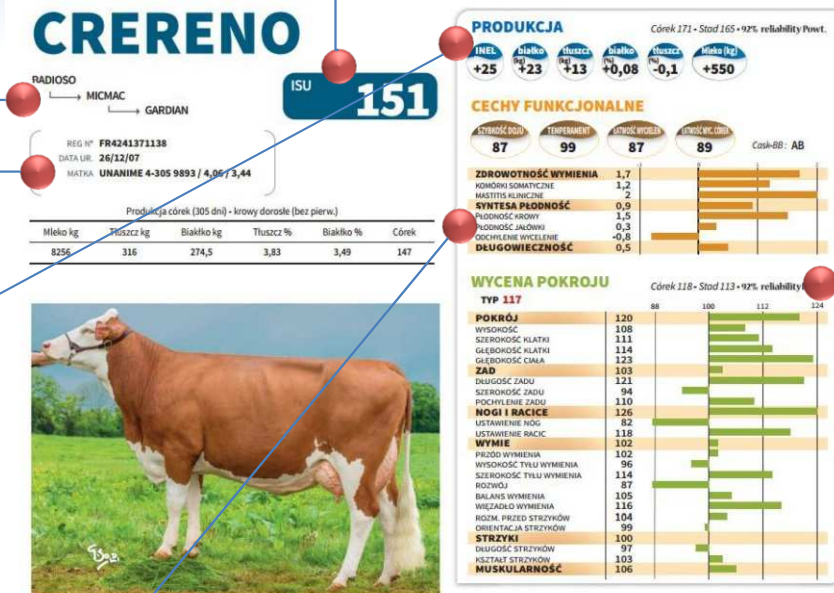 CRERENO
RADIOSO
MICMAC
GARDIAN
ISU 151
REG N° FR4241371138
DATA UR. 26/12/07
MATKA UNANIME 4-305 9893 / 4,06 / 3,44
Produkcja córek (305 dni) - krowy dorosłe (bez pierw.)
Mleko kg Tłuszcz kg Białkko kg Tłuszcz % Białkko % Córek
8256 316 274,5 3,83 3,49 147
PRODUKCJA Córek 171 • Stad 165 • 92% reliability Powt.
INEL białko tłuszcz białko tłuszcz Mleko (kg)
(kg) (kg) (%) (%)
+25 +23 +13 +0,08 -0,1 +550
CECHY FUNKCJONALNE
SZYBKOŚĆ DOJU TEMPERAMENT ŁATWOŚĆ WYCIELEŃ ŁATWOŚĆ WYC. CÓREK
87 99 87 89 Cask-BB : AB
ZDROWOTNOŚĆ WYMIENIA 1,7
KOMÓRKI SOMATYCZNE 1,2
MASTITIS KLINICZNE 2
SYNTESA PŁODNOŚĆ 0,9
PŁODNOŚĆ KROWY 1,5
PŁODNOŚĆ JAŁÓWKI 0,3
ODCHYLENIE WYCELENIE -0,8
DŁUGOWIECZNOŚĆ 0,5
WYCENA POKROJU Córek 118 • Stad 113 • 92% reliability
TYP 117 88 100 112 124
POKRÓJ 120
WYSOKOŚĆ 108
SZEROKOŚĆ KLATKI 111
GŁĘBOKOŚĆ KLATKI 114
GŁĘBOKOŚĆ CIAŁA 123
ZAD 103
DŁUGOŚĆ ZADU 121
SZEROKOŚĆ ZADU 94
POCHYLENIE ZADU 110
NOGI I RACICE 126
USTAWIENIE NÓG 82
USTAWIENIE RACIC 118
WYMIE 102
PRZÓD WYMIENIA 102
WYSOKOŚĆ TYŁU WYMIENIA 96
SZEROKOŚĆ TYŁU WYMIENIA 114
ROZWÓJ 87
BALANS WYMIENIA 105
WIĘZADŁO WYMIENIA 116
ROZM. PRZED STRZYKÓW 104
ORIENTACJA STRZYKÓW 99
STRZYKI 100
DŁUGOŚĆ STRZYKÓW 97
KSZTAŁT STRZYKÓW 103
MUSKULARNOŚĆ 106